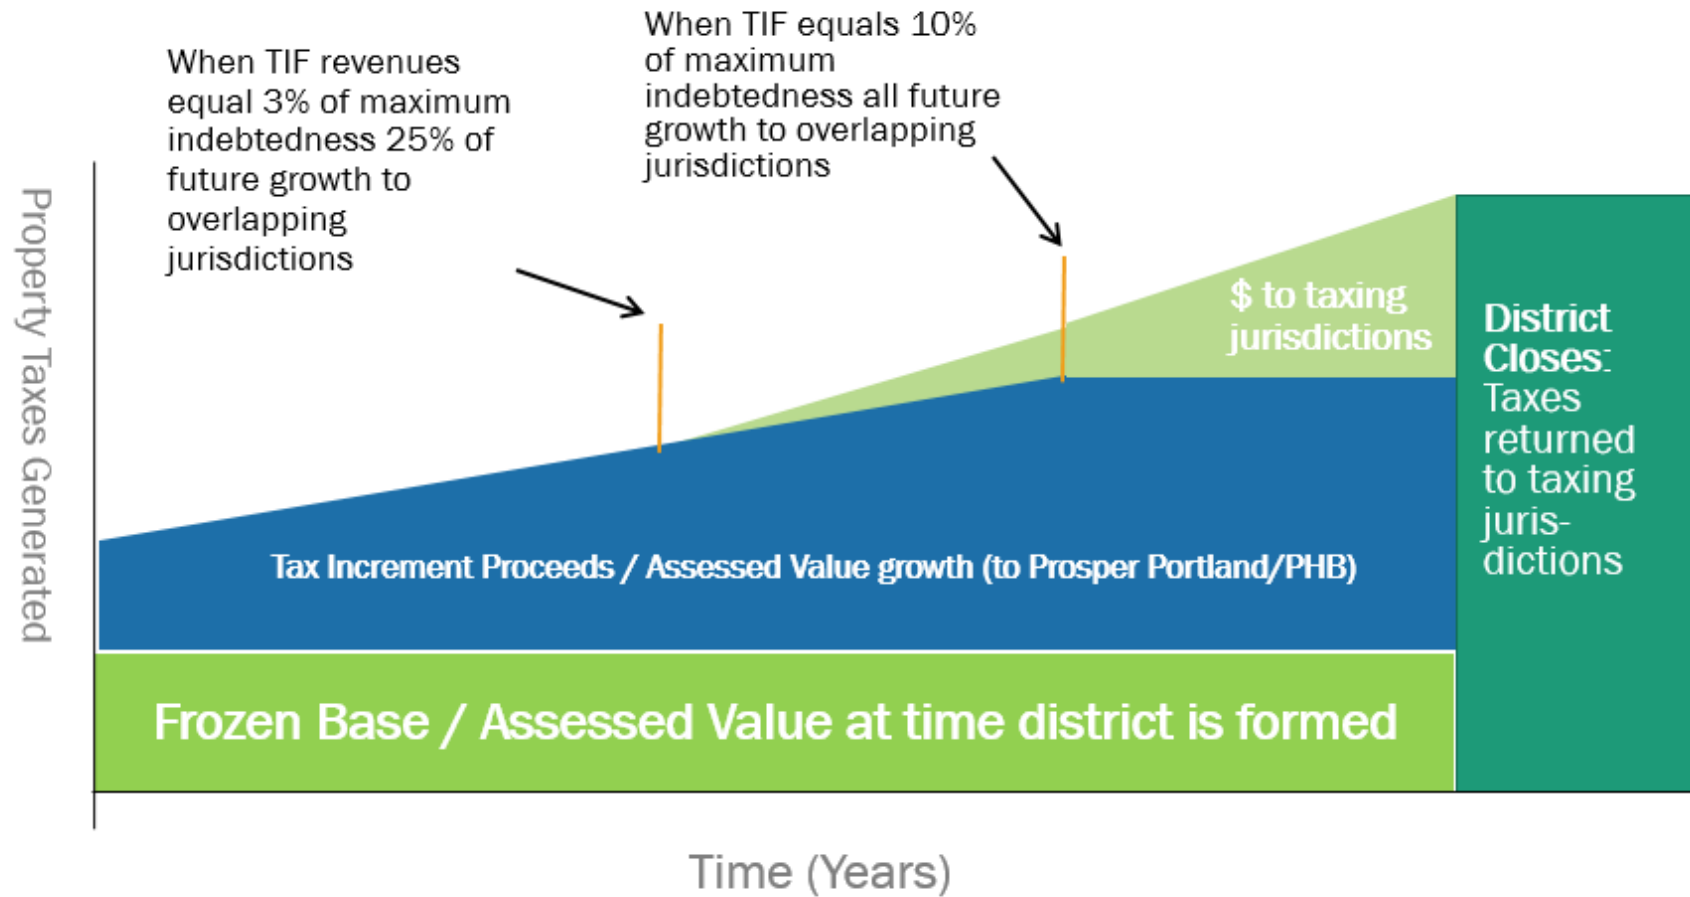 When TIF revenues
equal 3% of maximum
indebtedness 25% of
future growth to
overlapping
jurisdictions
When TIF equals 10%
of maximum
indebtedness all future
growth to overlapping
jurisdictions
Property Taxes Generated
$ to taxing
jurisdictions
District
Closes:
Taxes
returned
to taxing
juris-
dictions
Tax Increment Proceeds / Assessed Value growth (to Prosper Portland/PHB)
Frozen Base / Assessed Value at time district is formed
Time (Years)